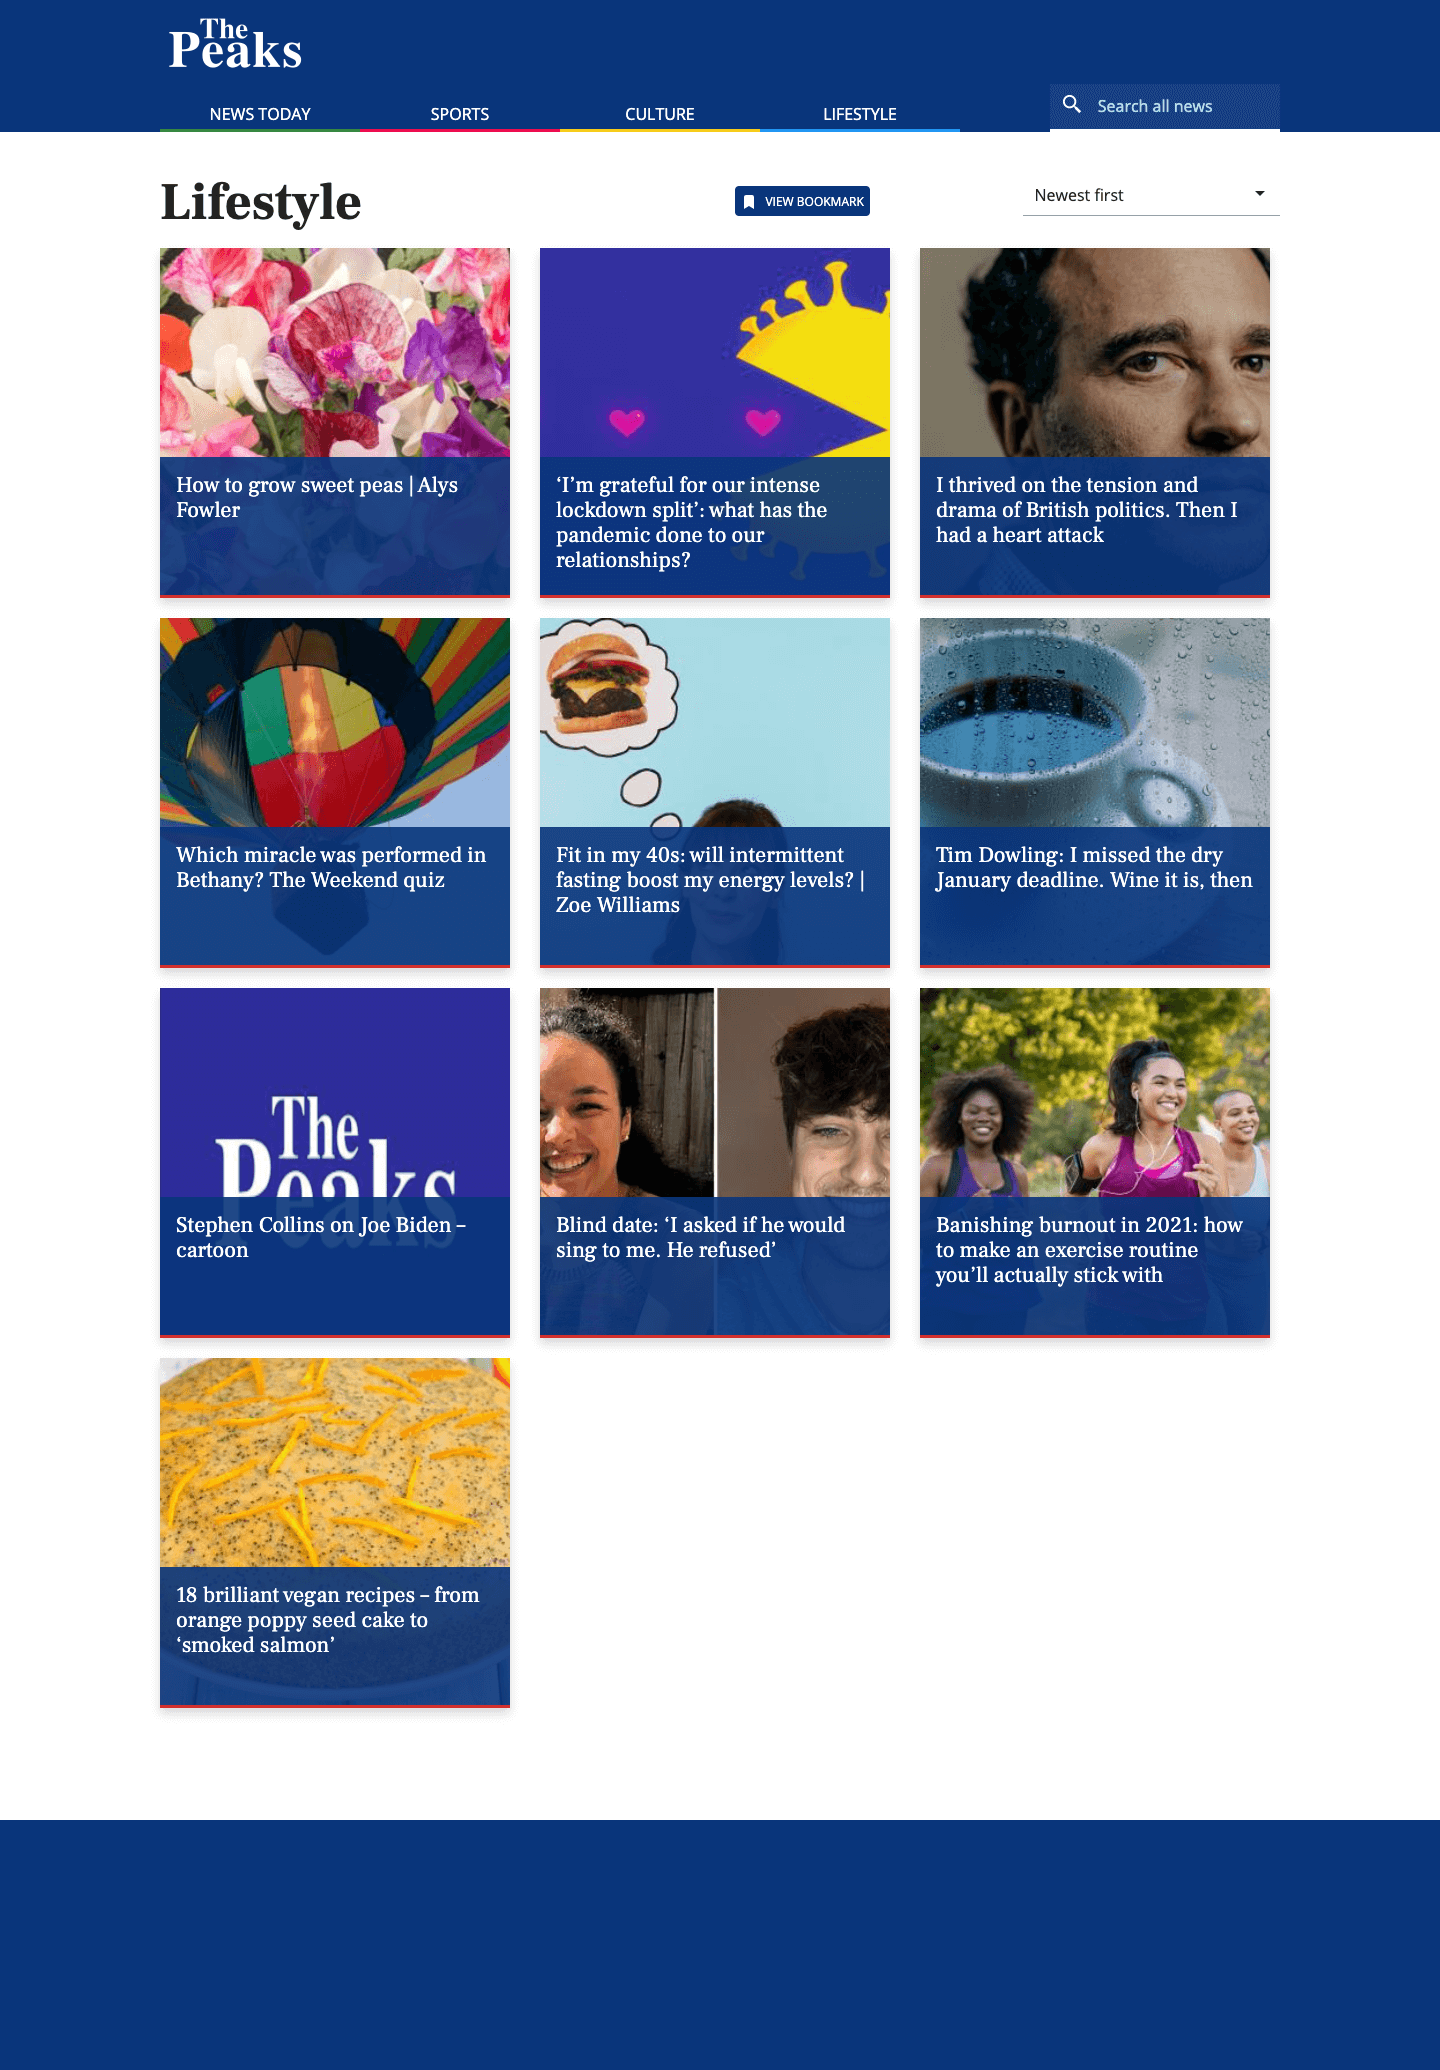 The
Peaks
NEWS TODAY
SPORTS
CULTURE
LIFESTYLE
Search all news
Lifestyle
VIEW BOOKMARK
Newest first
How to grow sweet peas | Alys
Fowler
‘I’m grateful for our intense
lockdown split’: what has the
pandemic done to our
relationships?
I thrived on the tension and
drama of British politics. Then I
had a heart attack
Which miracle was performed in
Bethany? The Weekend quiz
Fit in my 40s: will intermittent
fasting boost my energy levels? |
Zoe Williams
Tim Dowling: I missed the dry
January deadline. Wine it is, then
The
Peaks
Stephen Collins on Joe Biden –
cartoon
Blind date: ‘I asked if he would
sing to me. He refused’
Banishing burnout in 2021: how
to make an exercise routine
you’ll actually stick with
18 brilliant vegan recipes – from
orange poppy seed cake to
‘smoked salmon’